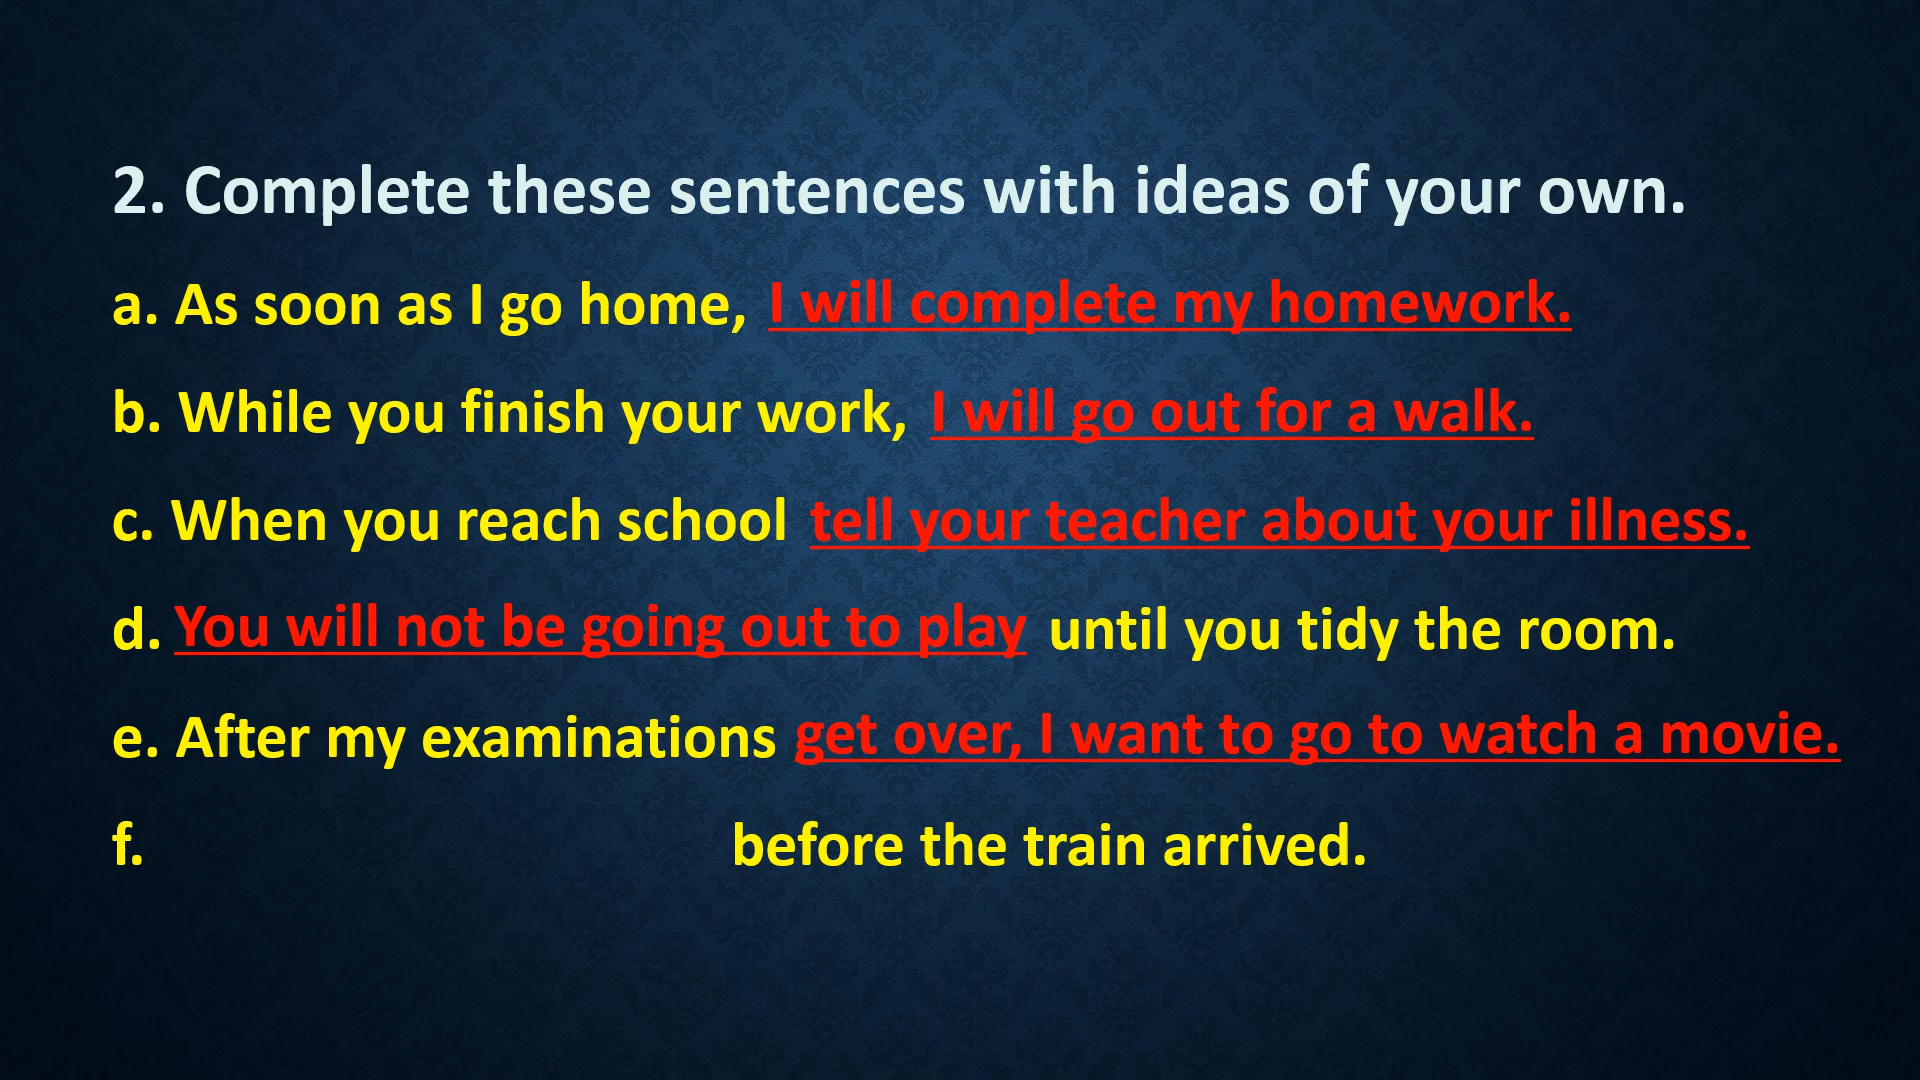 2. Complete these sentences with ideas of your own.
a. As soon as I go home, I will complete my homework.
b. While you finish your work, I will go out for a walk.
c. When you reach school tell your teacher about your illness.
d. You will not be going out to play until you tidy the room.
e. After my examinations get over, I want to go to watch a movie.
f. before the train arrived.